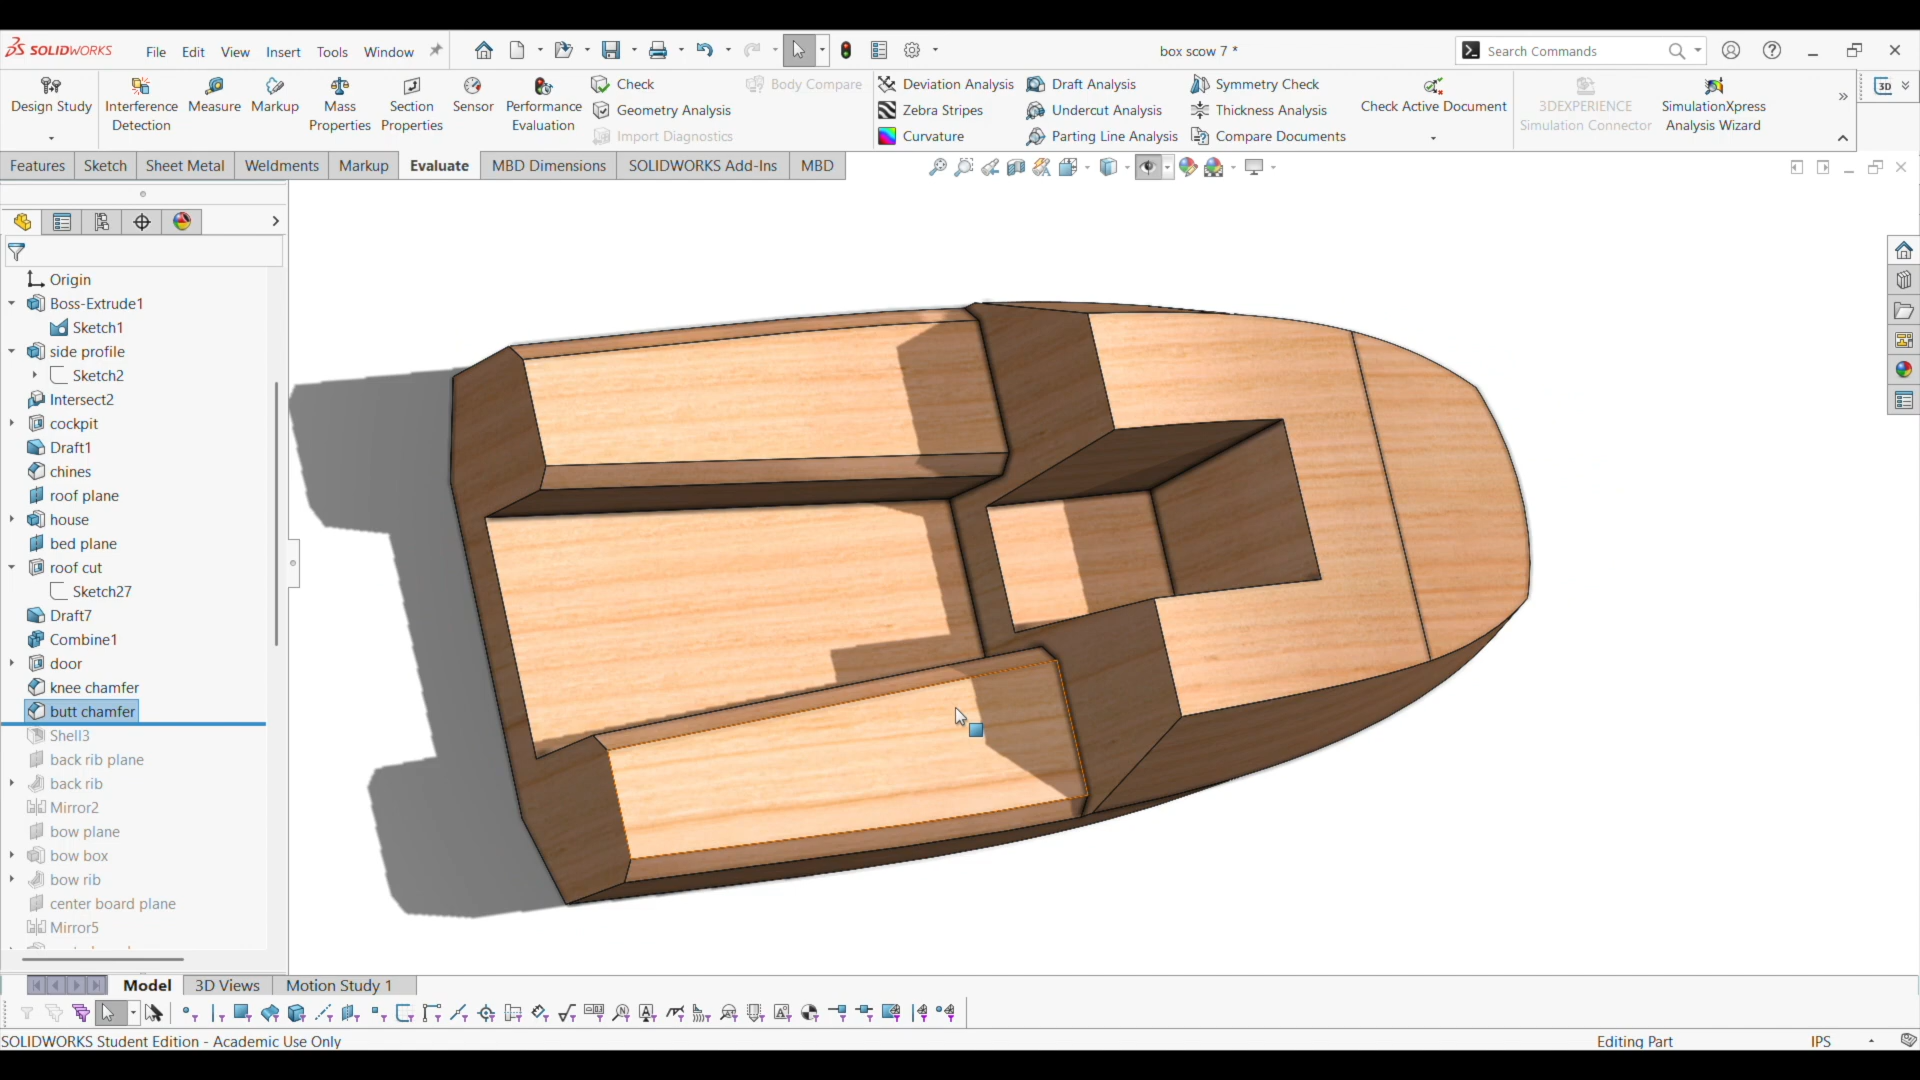 SOLIDWORKS File Edit View Insert Tools Window box scow 7 * Search Commands
Design Study Interference Detection Measure Markup Mass Properties Section Properties Sensor Performance Evaluation
Check Body Compare
Geometry Analysis
Import Diagnostics
Deviation Analysis Draft Analysis Symmetry Check
Zebra Stripes Undercut Analysis Thickness Analysis
Curvature Parting Line Analysis Compare Documents
Check Active Document 3DEXPERIENCE Simulation Connector SimulationXpress Analysis Wizard 3D
Features Sketch Sheet Metal Weldments Markup Evaluate MBD Dimensions SOLIDWORKS Add-Ins MBD
Origin
Boss-Extrude1
Sketch1
side profile
Sketch2
Intersect2
cockpit
Draft1
chines
roof plane
house
bed plane
roof cut
Sketch27
Draft7
Combine1
door
knee chamfer
butt chamfer
Shell3
back rib plane
back rib
Mirror2
bow plane
bow box
bow rib
center board plane
Mirror5
Model 3D Views Motion Study 1
SOLIDWORKS Student Edition - Academic Use Only Editing Part IPS